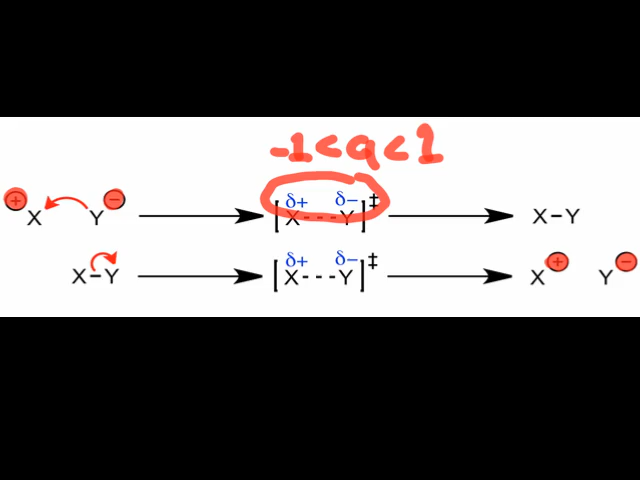 -1<q<1
⊕ X Y ⊖ [ δ+ X---Y δ− ]‡ X−Y
X−Y [ δ+ X---Y δ− ]‡ X ⊕ Y ⊖